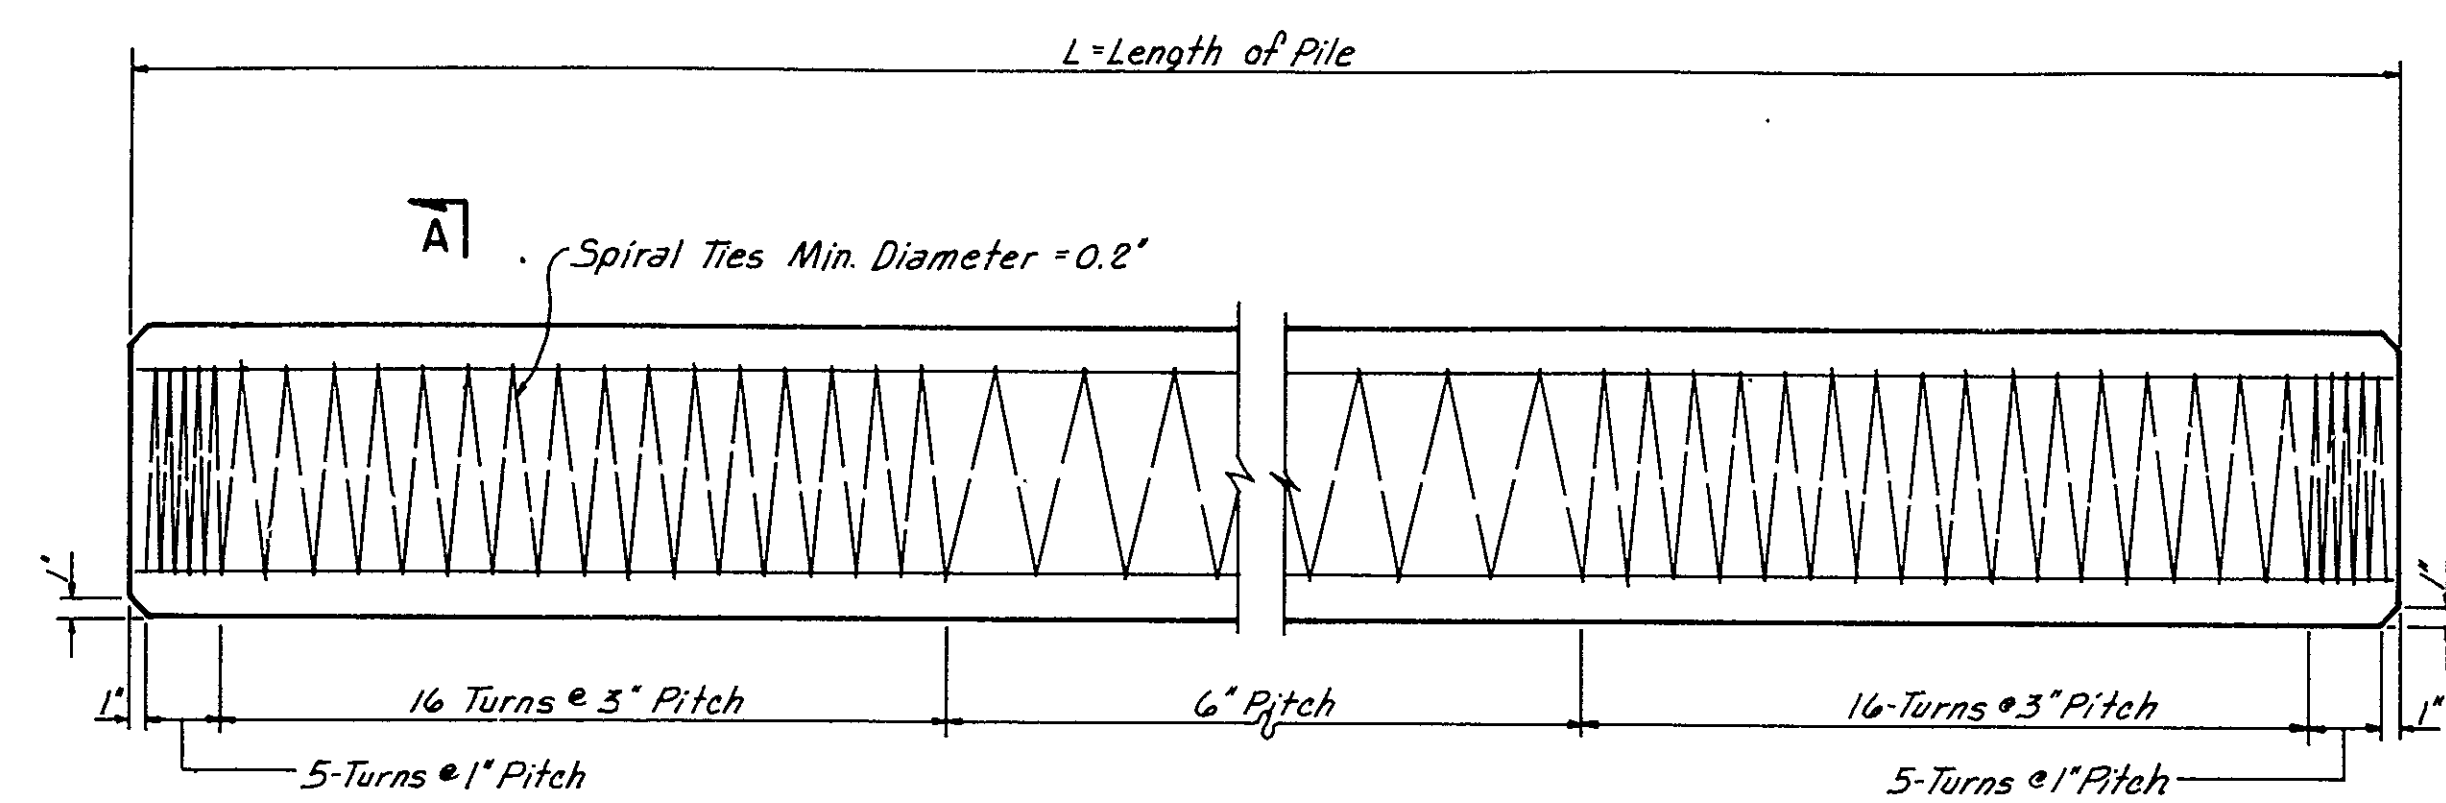 L=Length of Pile
A
Spiral Ties Min. Diameter = 0.2"
1"
1"
1"
16 Turns @ 3" Pitch
6" Pitch
16-Turns @ 3" Pitch
1"
5-Turns @ 1" Pitch
5-Turns @ 1" Pitch